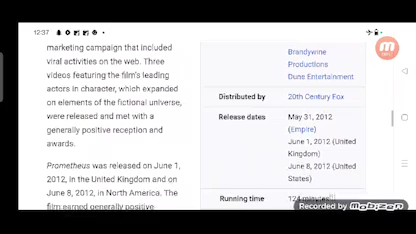 12:37
marketing campaign that included
viral activities on the web. Three
videos featuring the film's leading
actors in character, which expanded
on elements of the fictional universe,
were released and met with a
generally positive reception and
awards.
Prometheus was released on June 1,
2012, in the United Kingdom and on
June 8, 2012, in North America. The
film earned generally positive
Brandywine
Productions
Dune Entertainment
Distributed by 20th Century Fox
Release dates May 31, 2012
(Empire)
June 1, 2012 (United
Kingdom)
June 8, 2012 (United
States)
Running time 124 minutes
Recorded by Mobizen